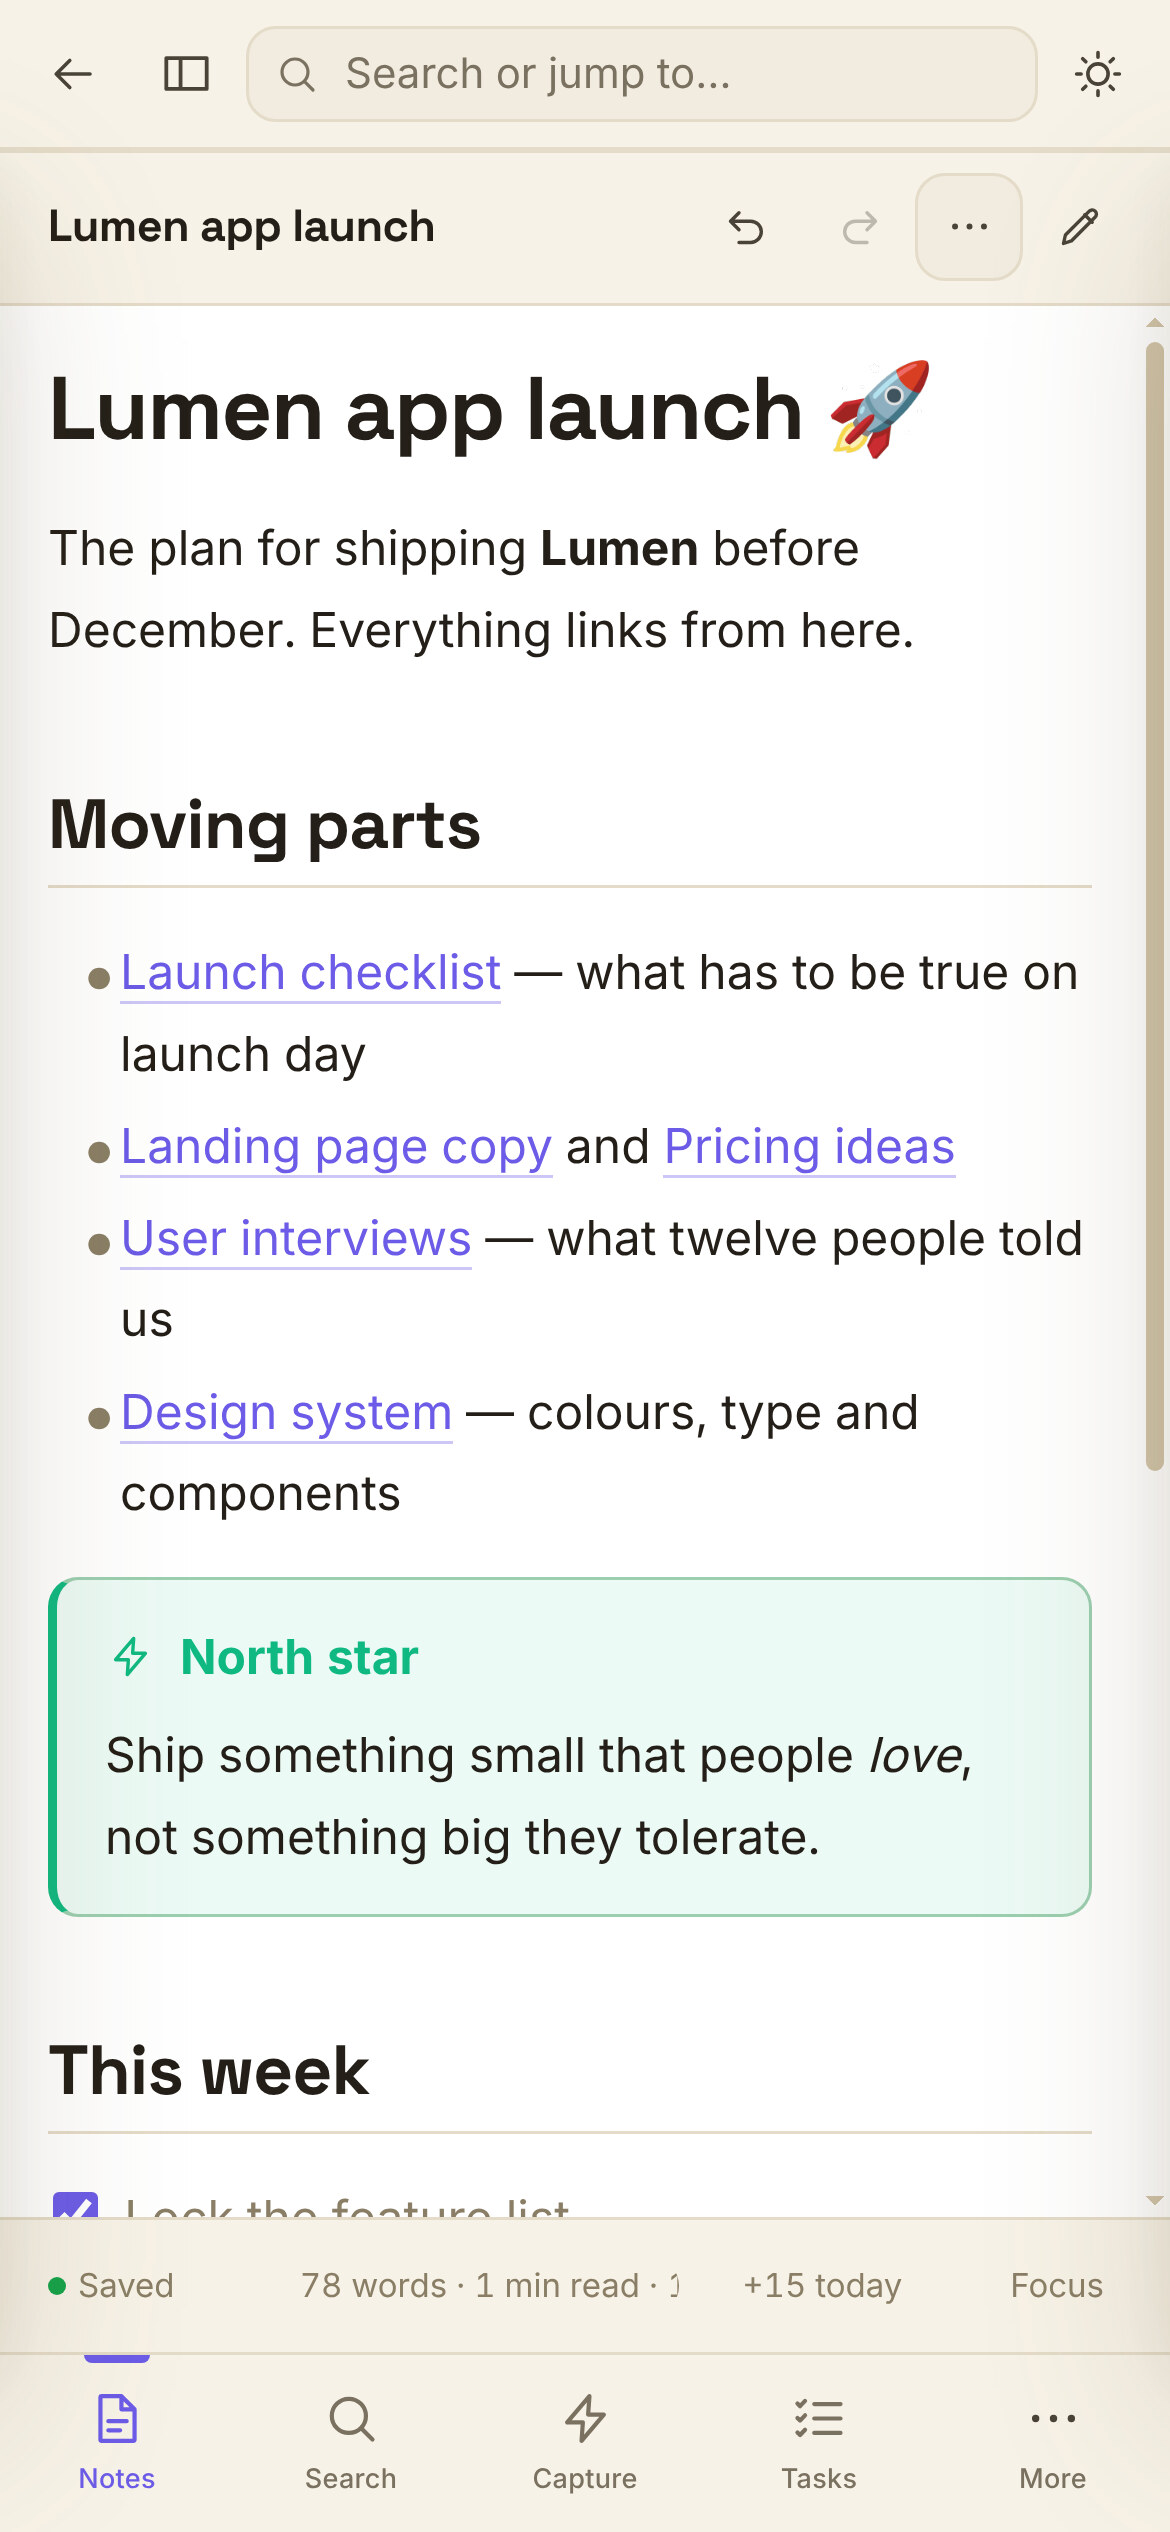 Search or jump to...
Lumen app launch
Lumen app launch 🚀
The plan for shipping Lumen before
December. Everything links from here.
Moving parts
Launch checklist — what has to be true on
launch day
Landing page copy and Pricing ideas
User interviews — what twelve people told
us
Design system — colours, type and
components
North star
Ship something small that people love,
not something big they tolerate.
This week
Lock the feature list
Saved 78 words · 1 min read · +15 today Focus
Notes Search Capture Tasks More